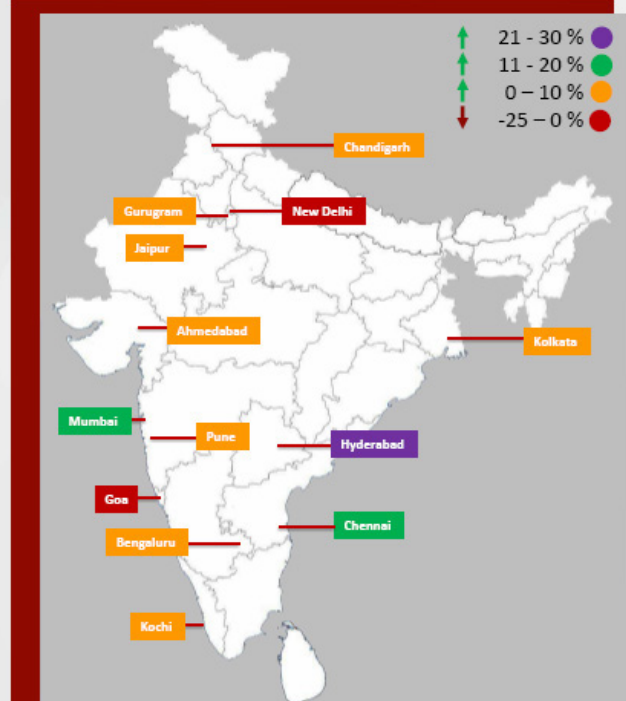 21 - 30 %
11 - 20 %
0 – 10 %
-25 – 0 %
Chandigarh
Gurugram
New Delhi
Jaipur
Ahmedabad
Kolkata
Mumbai
Pune
Hyderabad
Goa
Chennai
Bengaluru
Kochi